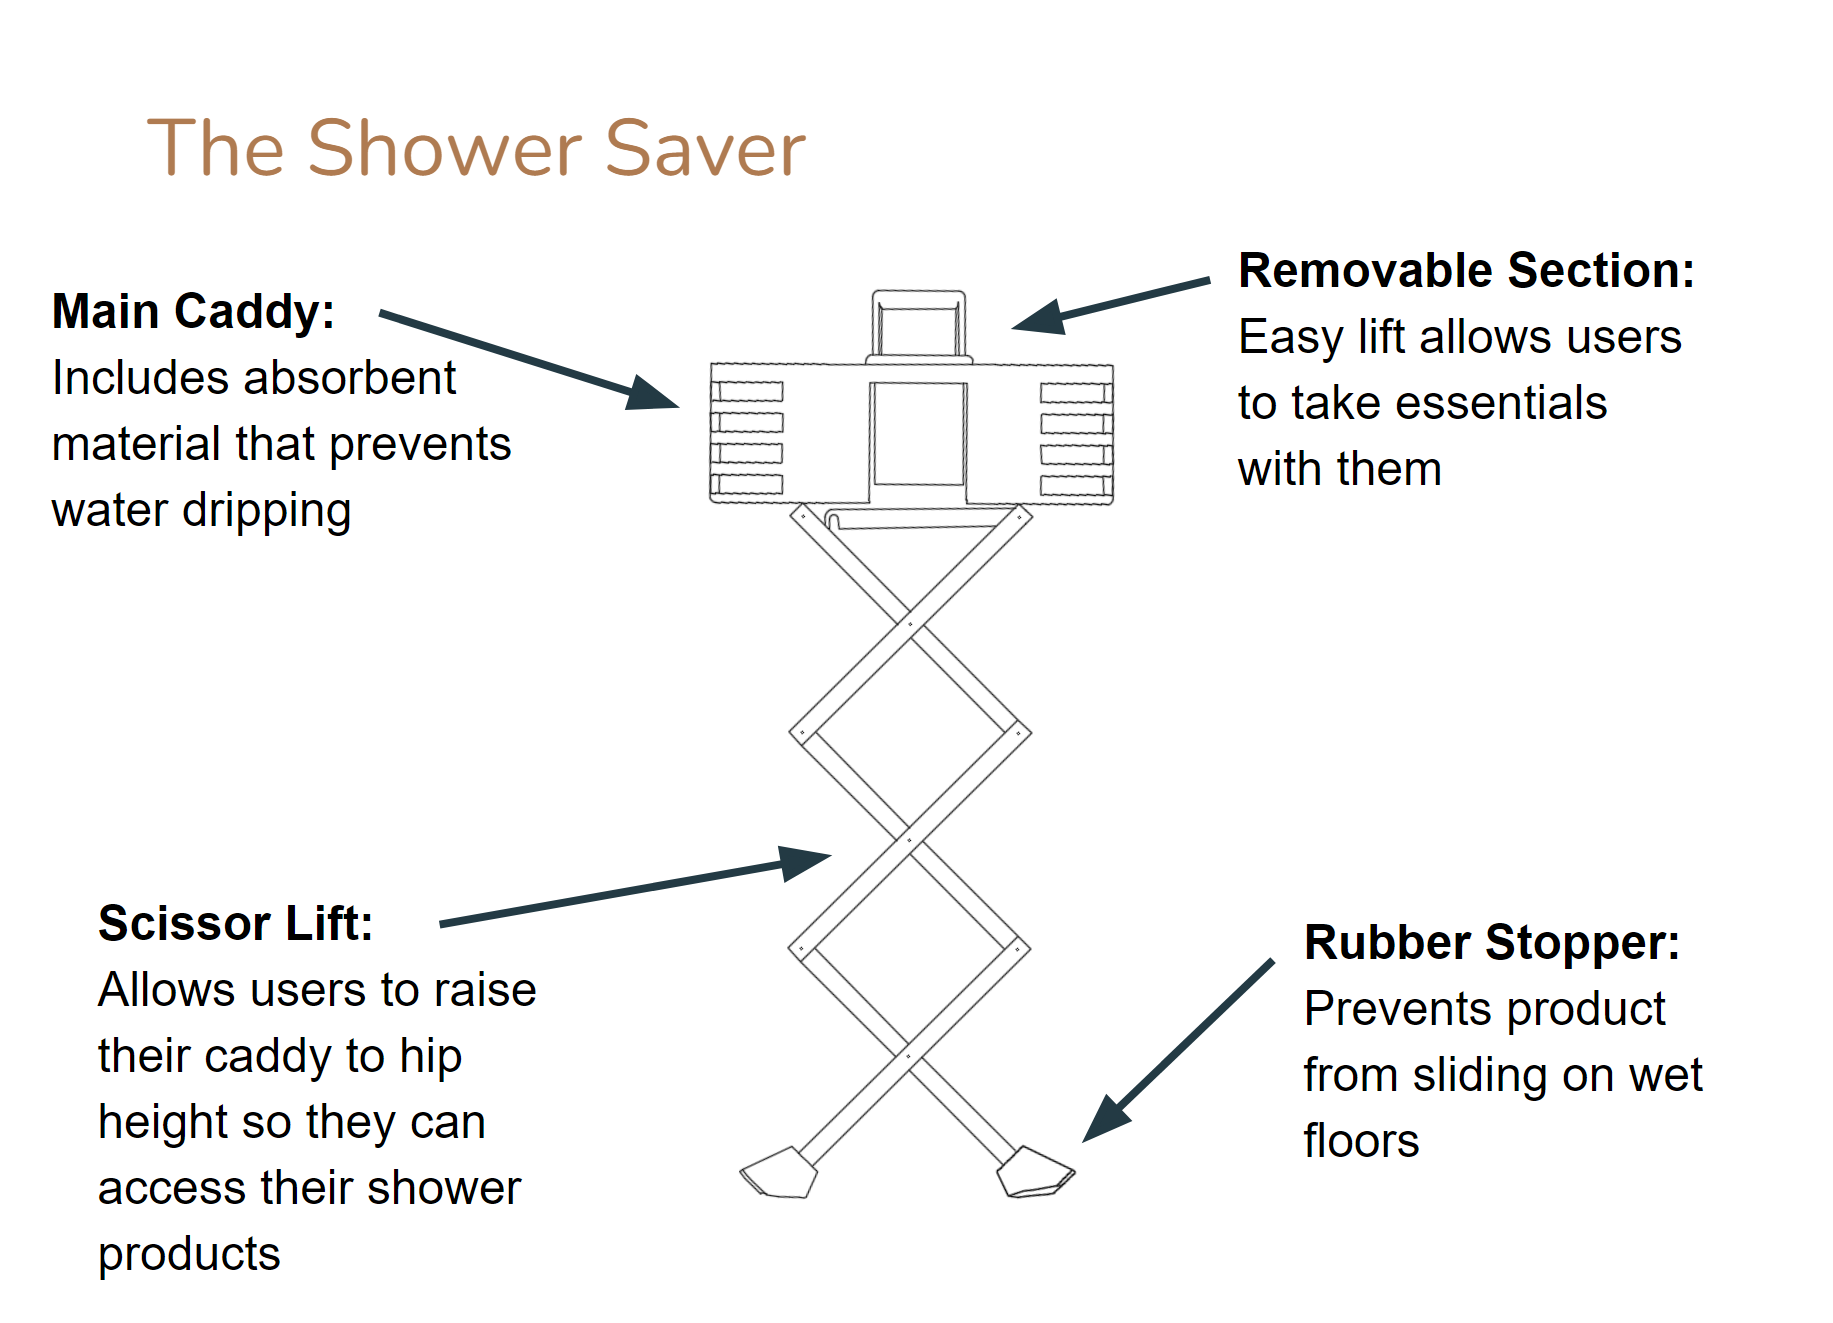 The Shower Saver
Main Caddy:
Includes absorbent
material that prevents
water dripping
Removable Section:
Easy lift allows users
to take essentials
with them
Scissor Lift:
Allows users to raise
their caddy to hip
height so they can
access their shower
products
Rubber Stopper:
Prevents product
from sliding on wet
floors